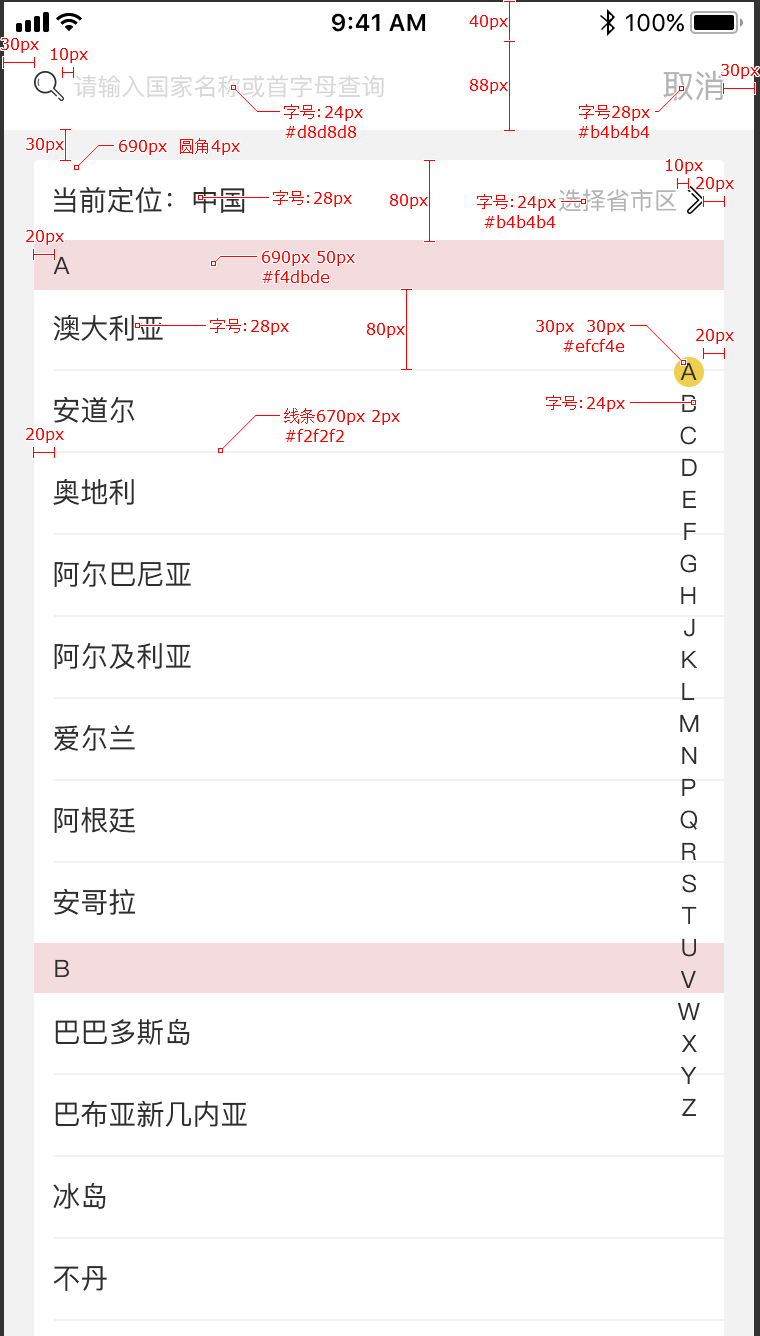 9:41 AM
100%
40px
30px
10px
请输入国家名称或首字母查询
取消
88px
30px
字号: 24px
#d8d8d8
字号28px
#b4b4b4
30px
690px 圆角4px
当前定位：中国
字号: 28px
80px
字号: 24px
#b4b4b4
选择省市区
10px
20px
20px
A
690px 50px
#f4dbde
澳大利亚
字号: 28px
80px
30px 30px
#efcf4e
20px
A
安道尔
线条670px 2px
#f2f2f2
字号: 24px
B
20px
C
D
奥地利
E
F
阿尔巴尼亚
G
H
J
阿尔及利亚
K
L
爱尔兰
M
N
P
阿根廷
Q
R
安哥拉
S
T
U
B
V
巴巴多斯岛
W
X
Y
巴布亚新几内亚
Z
冰岛
不丹